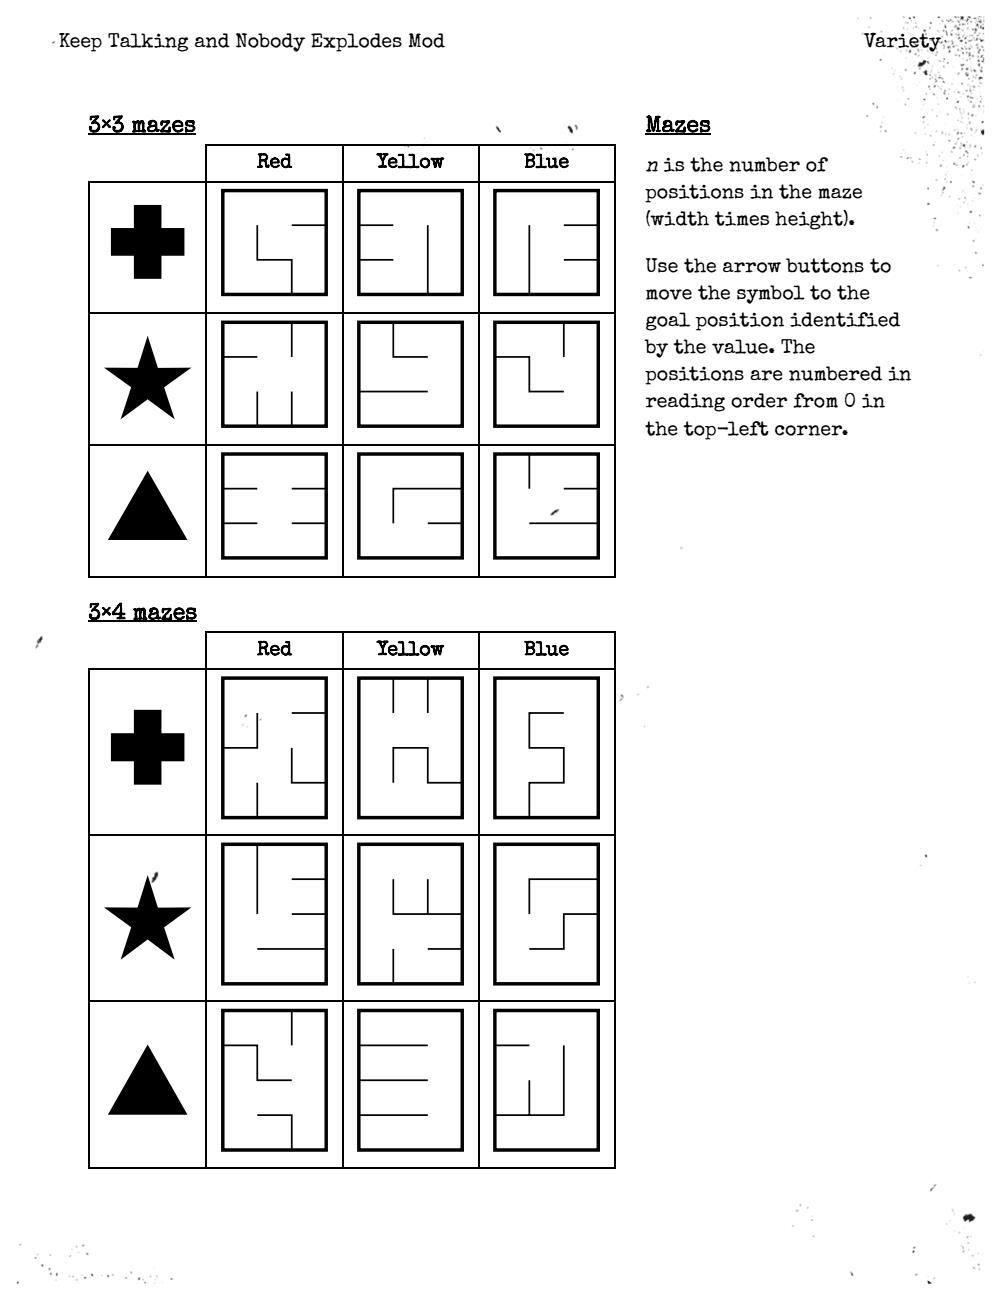 Keep Talking and Nobody Explodes Mod
Variety
3×3 mazes
Red Yellow Blue
3×4 mazes
Red Yellow Blue
Mazes
n is the number of
positions in the maze
(width times height).
Use the arrow buttons to
move the symbol to the
goal position identified
by the value. The
positions are numbered in
reading order from 0 in
the top-left corner.